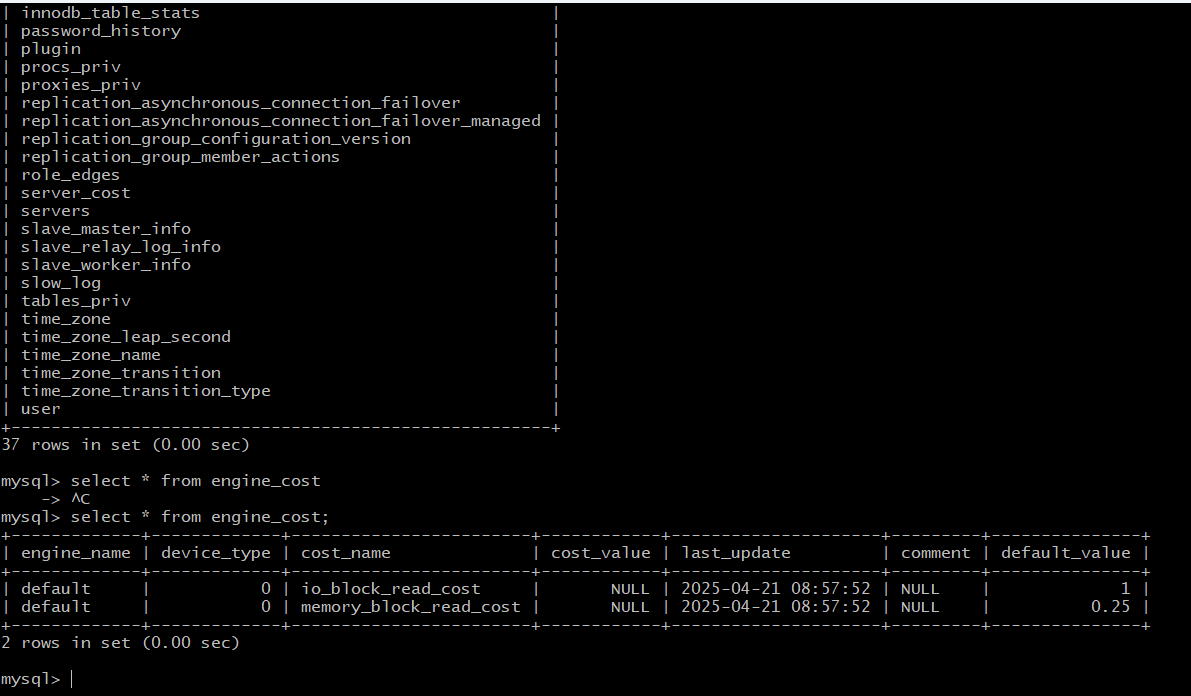 | innodb_table_stats                                   |
| password_history                                     |
| plugin                                               |
| procs_priv                                           |
| proxies_priv                                         |
| replication_asynchronous_connection_failover         |
| replication_asynchronous_connection_failover_managed |
| replication_group_configuration_version              |
| replication_group_member_actions                     |
| role_edges                                           |
| server_cost                                          |
| servers                                              |
| slave_master_info                                    |
| slave_relay_log_info                                 |
| slave_worker_info                                    |
| slow_log                                             |
| tables_priv                                          |
| time_zone                                            |
| time_zone_leap_second                                |
| time_zone_name                                       |
| time_zone_transition                                 |
| time_zone_transition_type                            |
| user                                                 |
+------------------------------------------------------+
37 rows in set (0.00 sec)

mysql> select * from engine_cost
    -> ^C
mysql> select * from engine_cost;
+-------------+-------------+------------------------+------------+---------------------+---------+---------------+
| engine_name | device_type | cost_name              | cost_value | last_update         | comment | default_value |
+-------------+-------------+------------------------+------------+---------------------+---------+---------------+
| default     |           0 | io_block_read_cost     |       NULL | 2025-04-21 08:57:52 | NULL    |             1 |
| default     |           0 | memory_block_read_cost |       NULL | 2025-04-21 08:57:52 | NULL    |          0.25 |
+-------------+-------------+------------------------+------------+---------------------+---------+---------------+
2 rows in set (0.00 sec)

mysql> |